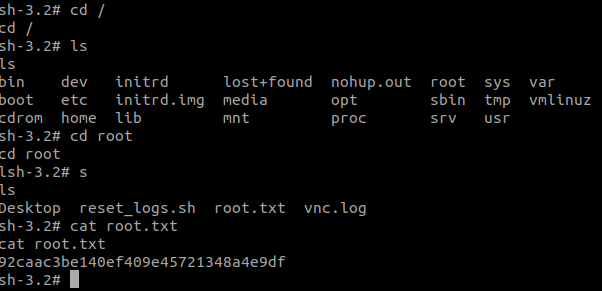 sh-3.2# cd /
cd /
sh-3.2# ls
ls
bin    dev   initrd      lost+found  nohup.out  root  sys  var
boot   etc   initrd.img  media       opt        sbin  tmp  vmlinuz
cdrom  home  lib         mnt         proc       srv   usr
sh-3.2# cd root
cd root
lsh-3.2# s
ls
Desktop  reset_logs.sh  root.txt  vnc.log
sh-3.2# cat root.txt
cat root.txt
92caac3be140ef409e45721348a4e9df
sh-3.2#